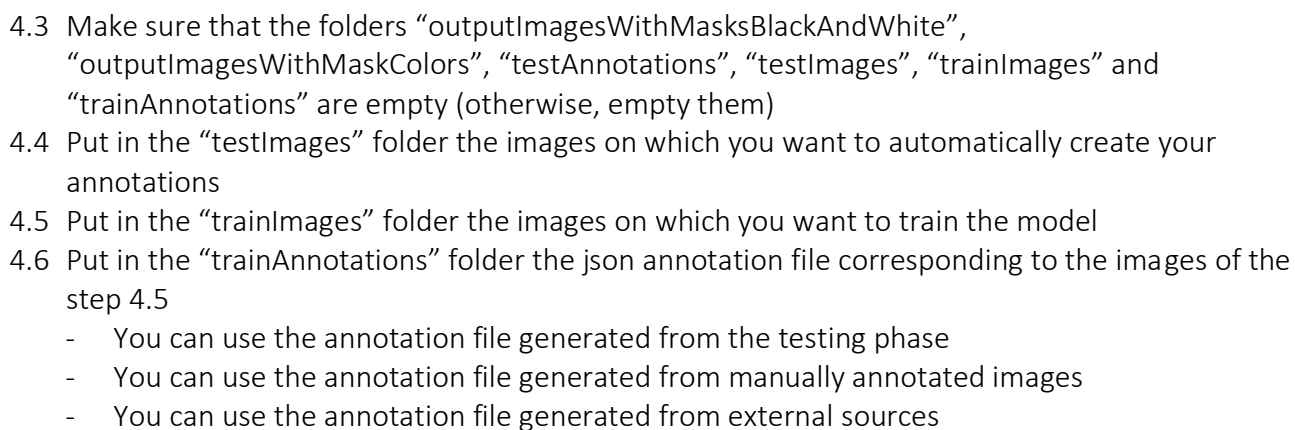 4.3 Make sure that the folders “outputImagesWithMasksBlackAndWhite”,
“outputImagesWithMaskColors”, “testAnnotations”, “testImages”, “trainImages” and
“trainAnnotations” are empty (otherwise, empty them)
4.4 Put in the “testImages” folder the images on which you want to automatically create your
annotations
4.5 Put in the “trainImages” folder the images on which you want to train the model
4.6 Put in the “trainAnnotations” folder the json annotation file corresponding to the images of the
step 4.5
- You can use the annotation file generated from the testing phase
- You can use the annotation file generated from manually annotated images
- You can use the annotation file generated from external sources